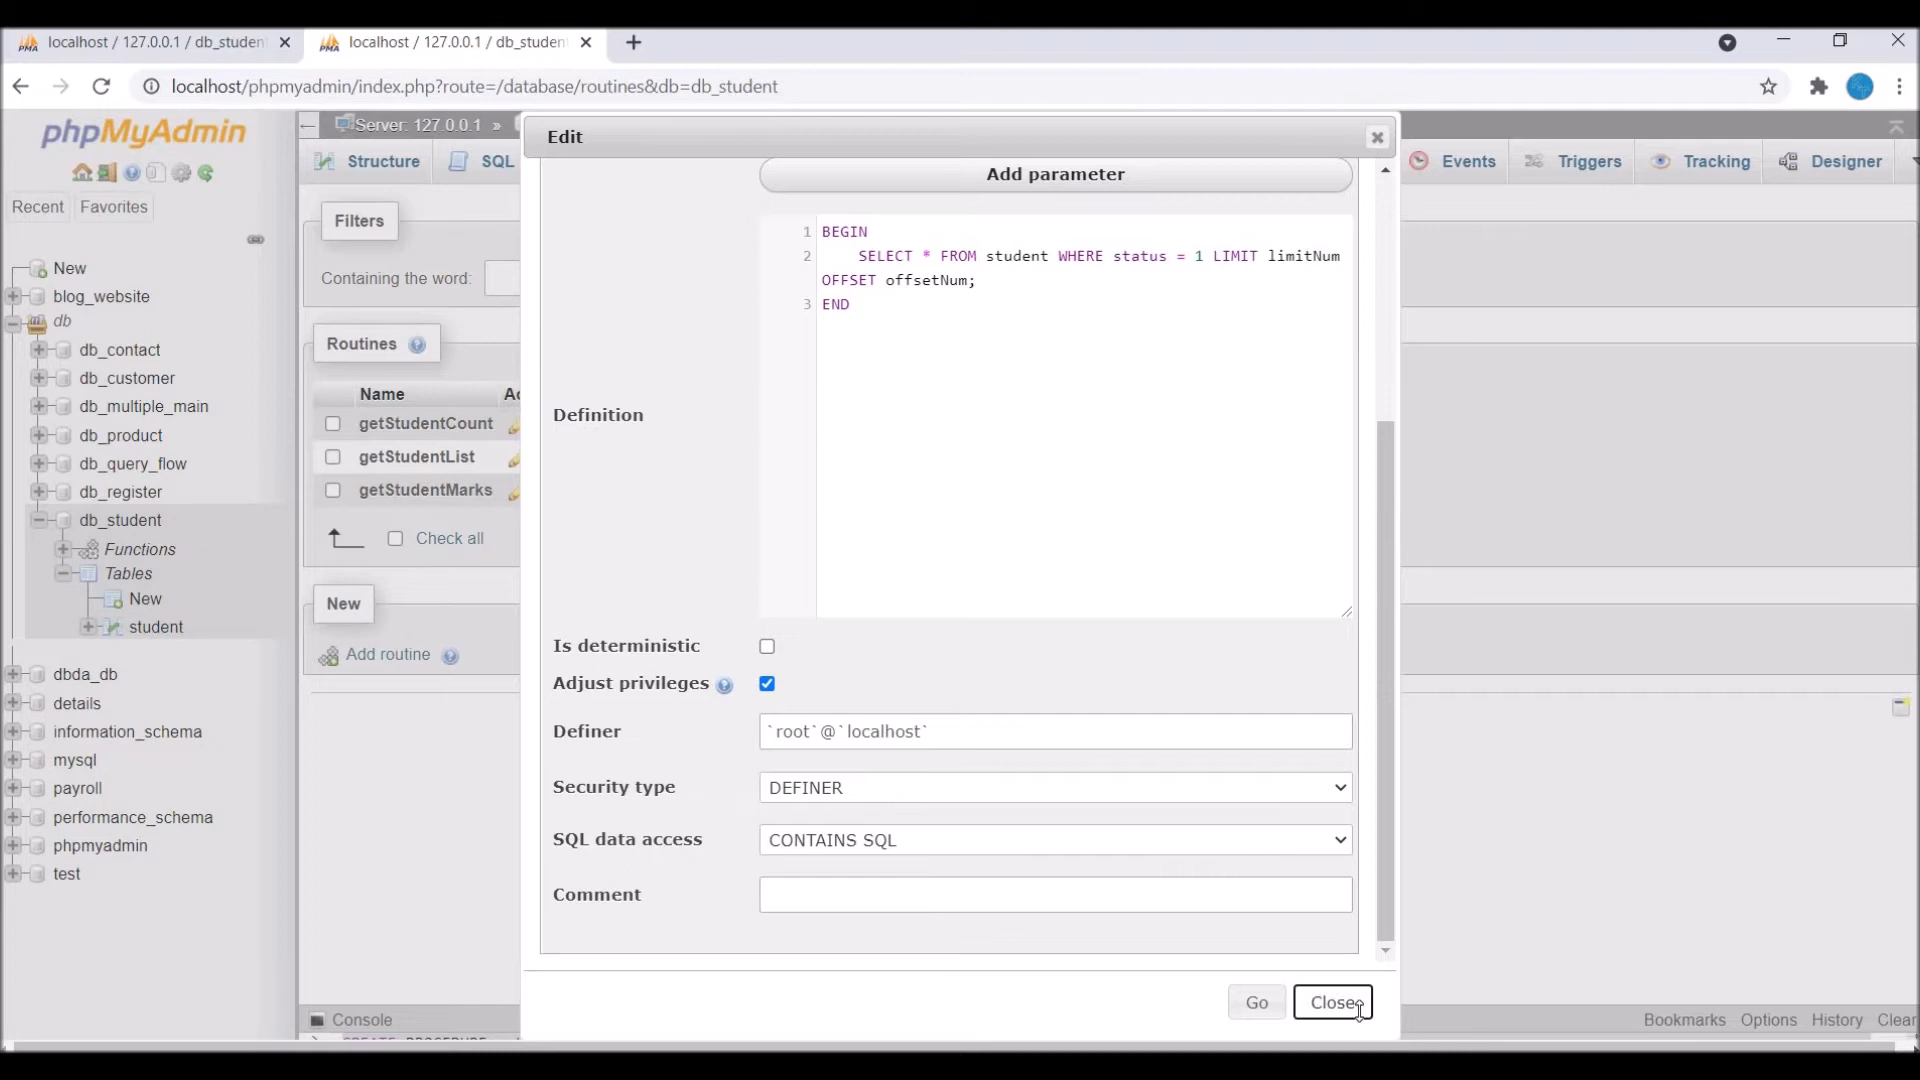 localhost / 127.0.0.1 / db_studen
localhost / 127.0.0.1 / db_studen
localhost/phpmyadmin/index.php?route=/database/routines&db=db_student
phpMyAdmin
Recent Favorites
New
blog_website
db
db_contact
db_customer
db_multiple_main
db_product
db_query_flow
db_register
db_student
Functions
Tables
New
student
dbda_db
details
information_schema
mysql
payroll
performance_schema
phpmyadmin
test
Server: 127.0.0.1 »
Structure SQL Events Triggers Tracking Designer
Filters
Containing the word:
Routines
Name
getStudentCount
getStudentList
getStudentMarks
Check all
New
Add routine
Edit
Add parameter
Definition
1 BEGIN
2 SELECT * FROM student WHERE status = 1 LIMIT limitNum
OFFSET offsetNum;
3 END
Is deterministic
Adjust privileges
Definer `root`@`localhost`
Security type DEFINER
SQL data access CONTAINS SQL
Comment
Go Close
Console Bookmarks Options History Clear